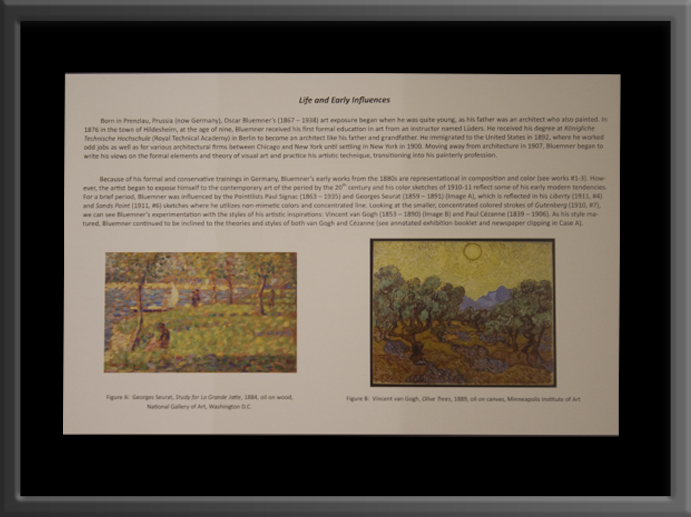 Life and Early Influences
Born in Prenzlau, Prussia (now Germany), Oscar Bluemner's (1867 – 1938) art exposure began when he was quite young, as his father was an architect who also painted. In
1876 in the town of Hildesheim, at the age of nine, Bluemner received his first formal education in art from an instructor named Lüders. He received his degree at Königliche
Technische Hochschule (Royal Technical Academy) in Berlin to become an architect like his father and grandfather. He immigrated to the United States in 1892, where he worked
odd jobs as well as for various architectural firms between Chicago and New York until settling in New York in 1900. Moving away from architecture in 1907, Bluemner began to
write his views on the formal elements and theory of visual art and practice his artistic technique, transitioning into his painterly profession.
Because of his formal and conservative trainings in Germany, Bluemner's early works from the 1880s are representational in composition and color (see works #1-3). How-
ever, the artist began to expose himself to the contemporary art of the period by the 20th century and his color sketches of 1910-11 reflect some of his early modern tendencies.
For a brief period, Bluemner was influenced by the Pointilists Paul Signac (1863 – 1935) and Georges Seurat (1859 – 1891) (Image A), which is reflected in his Liberty (1911, #4)
and Sands Point (1911, #6) sketches where he utilizes non-mimetic colors and concentrated line. Looking at the smaller, concentrated colored strokes of Gutenberg (1910, #7),
we can see Bluemner's experimentation with the styles of his artistic inspirations: Vincent van Gogh (1853 – 1890) (Image B) and Paul Cézanne (1839 – 1906). As his style ma-
tured, Bluemner continued to be inclined to the theories and styles of both van Gogh and Cézanne (see annotated exhibition booklet and newspaper clipping in Case A).
Figure A: Georges Seurat, Study for La Grande Jatte, 1884, oil on wood,
National Gallery of Art, Washington D.C.
Figure B: Vincent van Gogh, Olive Trees, 1889, oil on canvas, Minneapolis Institute of Art